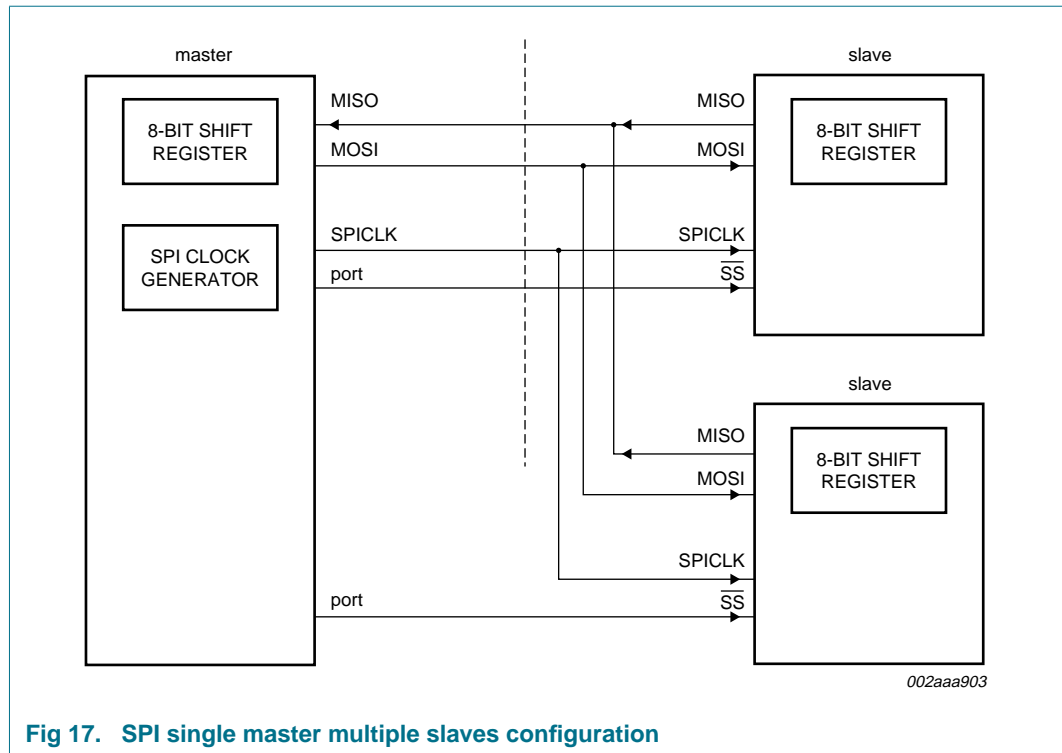 master
slave
MISO
MISO
8-BIT SHIFT
REGISTER
8-BIT SHIFT
REGISTER
MOSI
MOSI
SPICLK
SPICLK
SPI CLOCK
GENERATOR
port
SS
slave
MISO
8-BIT SHIFT
REGISTER
MOSI
SPICLK
port
SS
002aaa903
Fig 17. SPI single master multiple slaves configuration